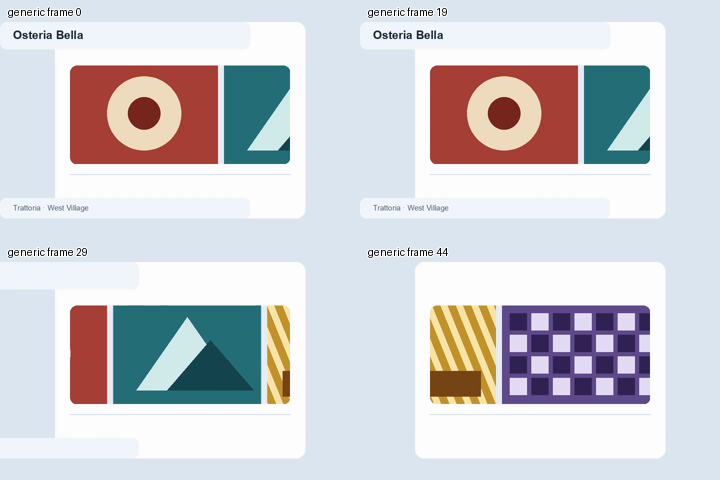 generic frame 0
Osteria Bella
Trattoria · West Village
generic frame 19
Osteria Bella
Trattoria · West Village
generic frame 29
generic frame 44